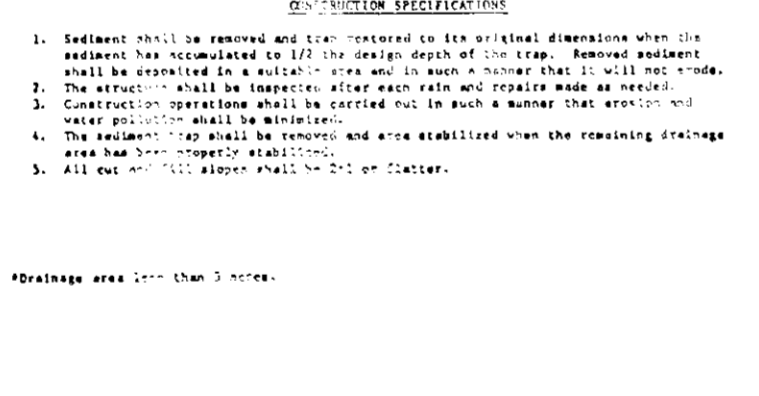 CONSTRUCTION SPECIFICATIONS
1. Sediment shall be removed and trap restored to its original dimensions when the
sediment has accumulated to 1/2 the design depth of the trap. Removed sediment
shall be deposited in a suitable area and in such a manner that it will not erode.
2. The structure shall be inspected after each rain and repairs made as needed.
3. Construction operations shall be carried out in such a manner that erosion and
water pollution shall be minimized.
4. The sediment trap shall be removed and area stabilized when the remaining drainage
area has been properly stabilized.
5. All cut and fill slopes shall be 2:1 or flatter.
*Drainage area less than acres.